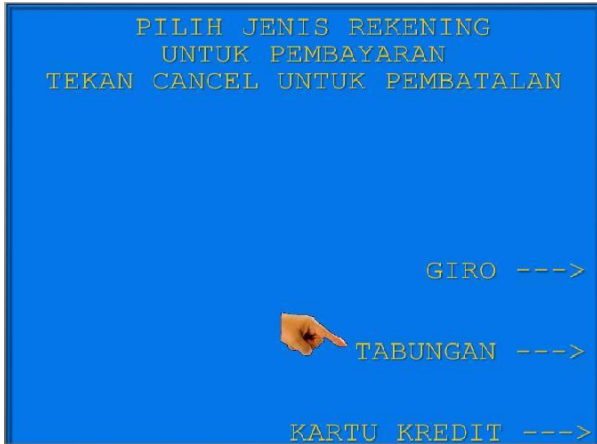 PILIH JENIS REKENING
UNTUK PEMBAYARAN
TEKAN CANCEL UNTUK PEMBATALAN
GIRO --->
TABUNGAN --->
KARTU KREDIT --->